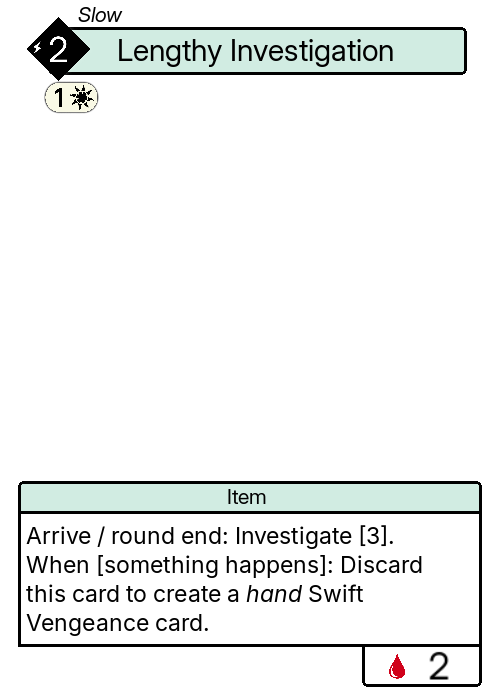 Slow
2 Lengthy Investigation
1
Item
Arrive / round end: Investigate [3].
When [something happens]: Discard
this card to create a hand Swift
Vengeance card.
2